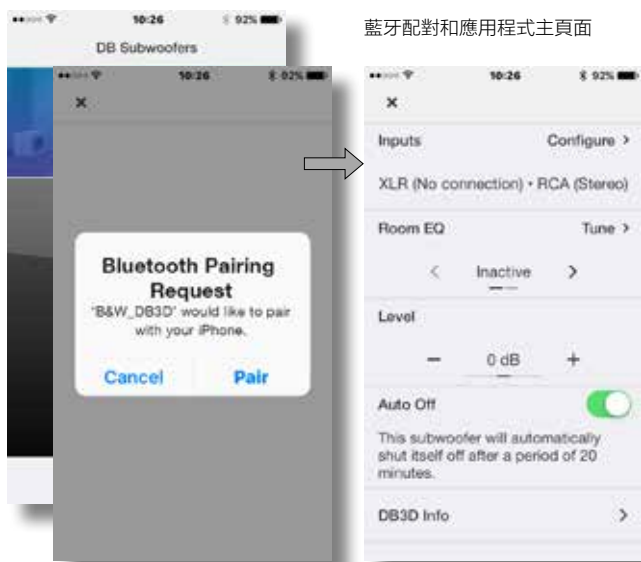 藍牙配對和應用程式主頁面
10:26
92%
DB Subwoofers
10:26
92%
×
Bluetooth Pairing
Request
"B&W_DB3D" would like to pair
with your iPhone.
Cancel
Pair
10:26
92%
×
Inputs
Configure >
XLR (No connection) • RCA (Stereo)
Room EQ
Tune >
< Inactive >
Level
− 0 dB +
Auto Off
This subwoofer will automatically
shut itself off after a period of 20
minutes.
DB3D Info >